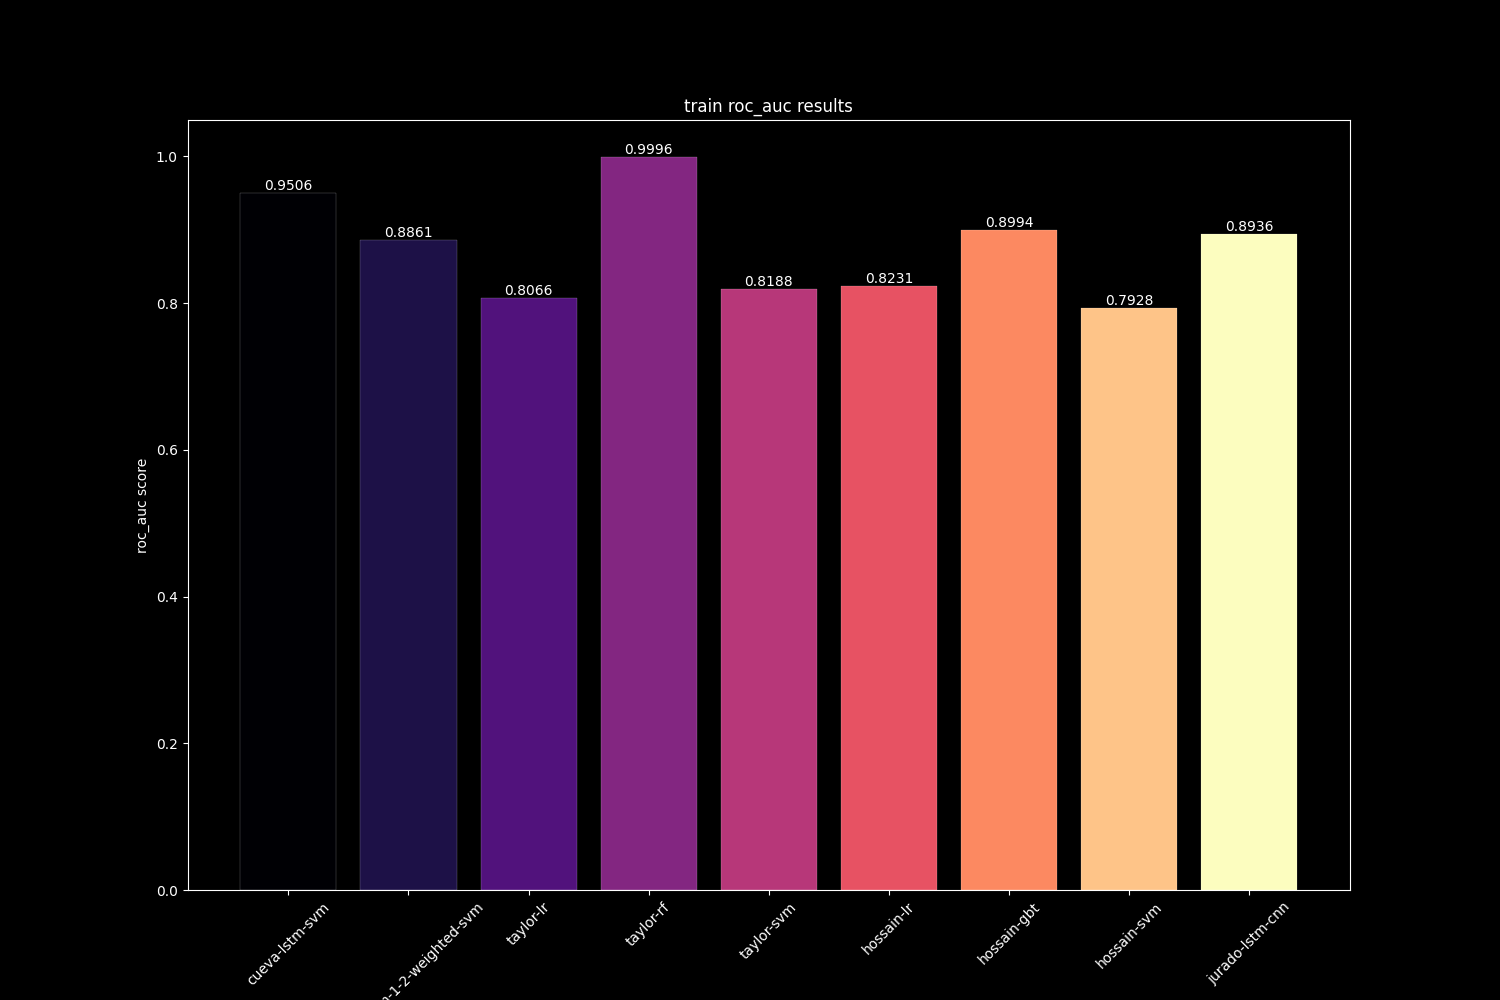 train roc_auc results
roc_auc score
1.0
0.8
0.6
0.4
0.2
0.0
0.9506
0.8861
0.8066
0.9996
0.8188
0.8231
0.8994
0.7928
0.8936
cueva-lstm-svm
-1-2-weighted-svm
taylor-lr
taylor-rf
taylor-svm
hossain-lr
hossain-gbt
hossain-svm
jurado-lstm-cnn